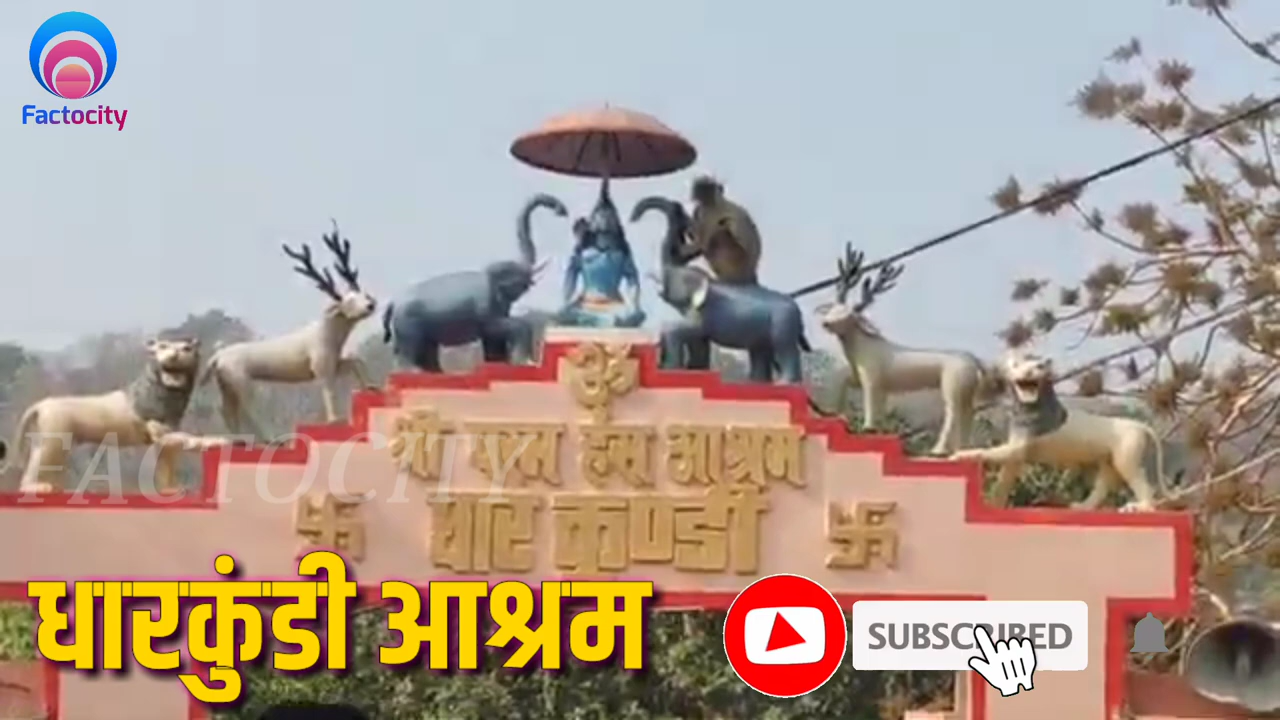 Factocity
ॐ
श्री परम हंस आश्रम
FACTOCITY
धार कुण्डी
धारकुंडी आश्रम
SUBSCRIBED